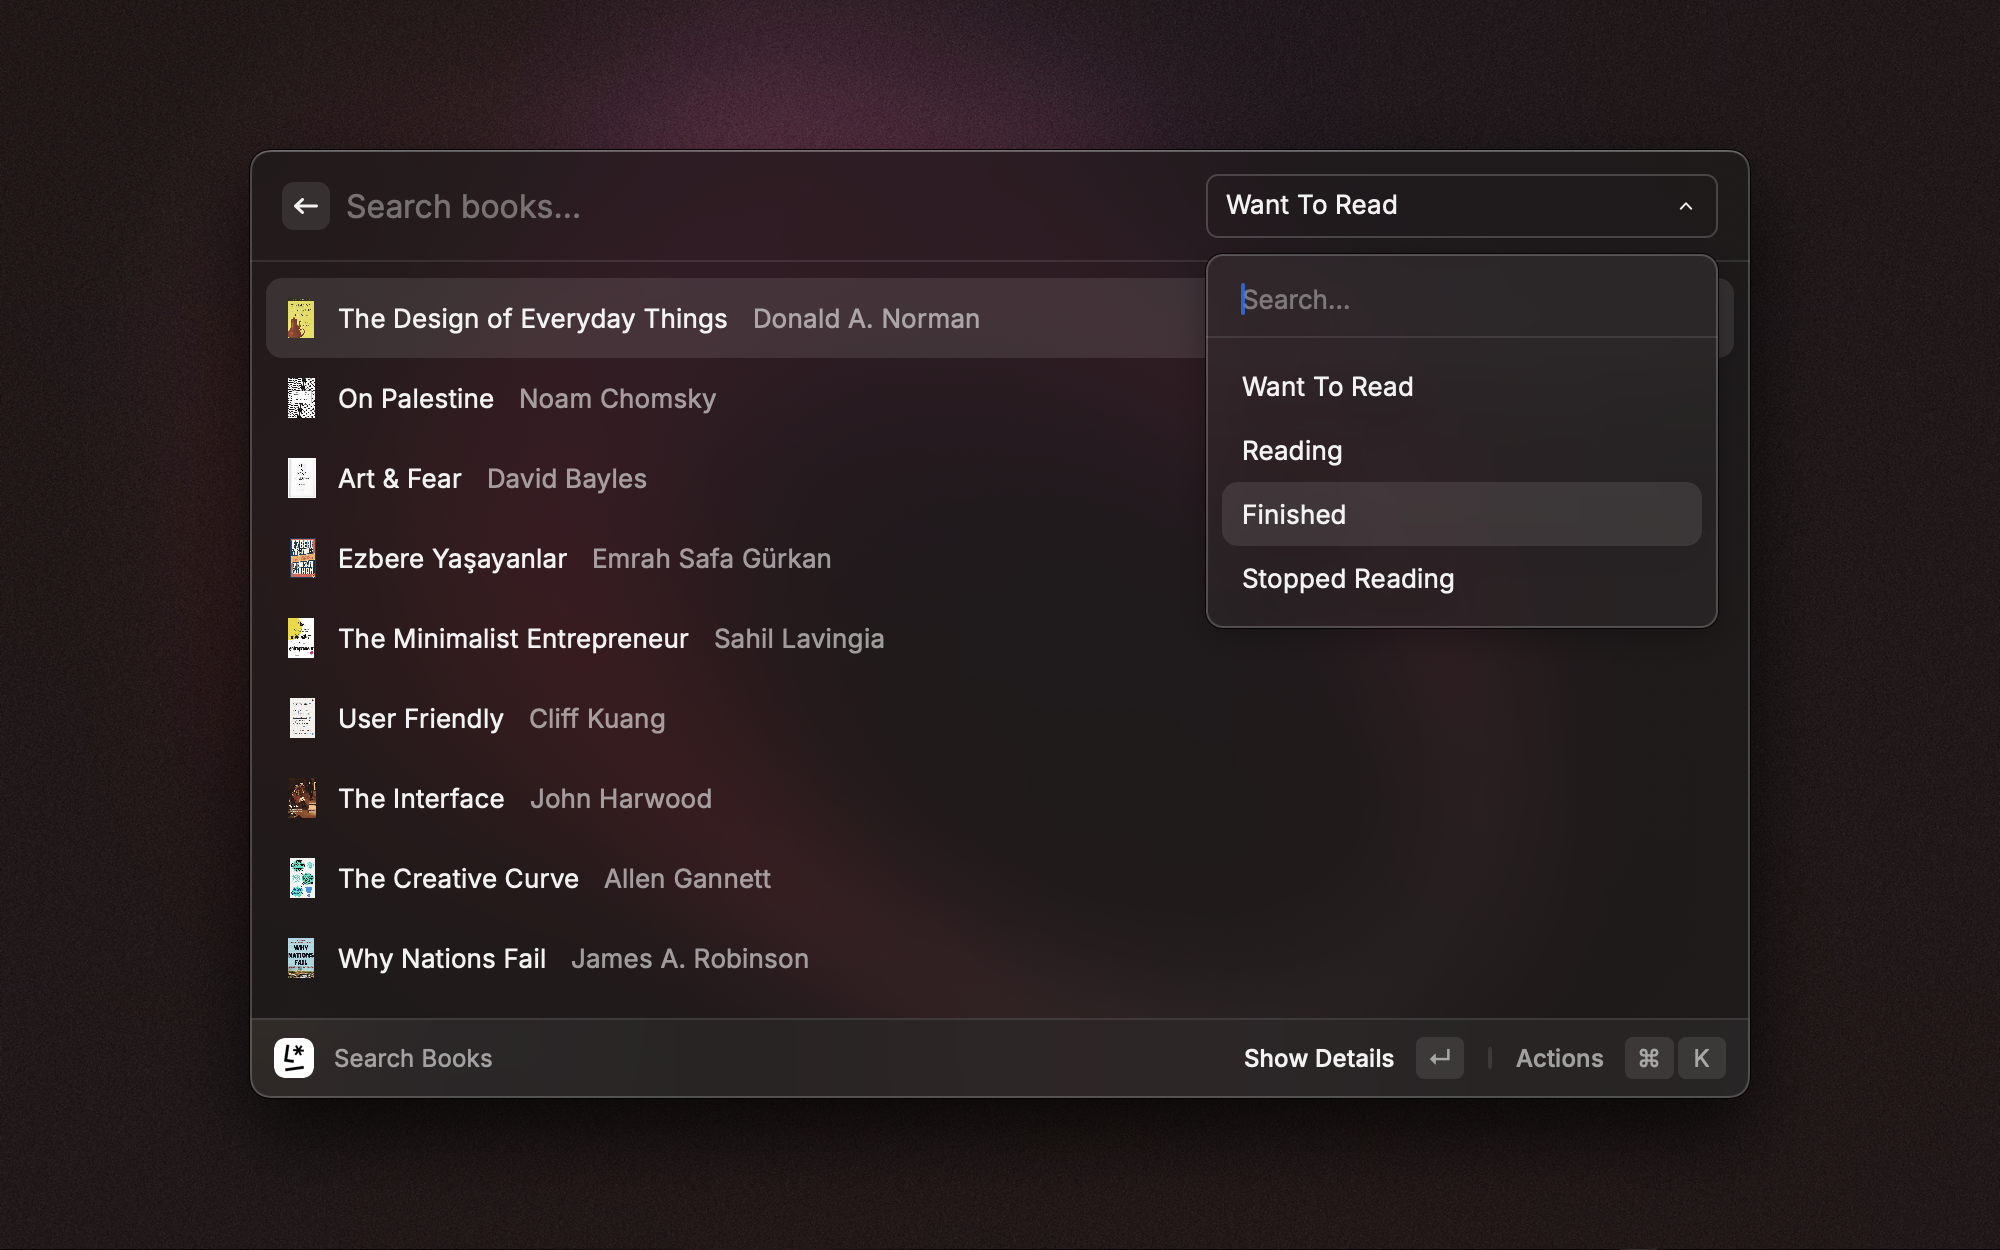 Search books...
Want To Read
Search...
Want To Read
Reading
Finished
Stopped Reading
The Design of Everyday Things Donald A. Norman
On Palestine Noam Chomsky
Art & Fear David Bayles
Ezbere Yaşayanlar Emrah Safa Gürkan
The Minimalist Entrepreneur Sahil Lavingia
User Friendly Cliff Kuang
The Interface John Harwood
The Creative Curve Allen Gannett
WHY
NATIONS
FAIL
Why Nations Fail James A. Robinson
L*
Search Books
Show Details ↵ Actions ⌘ K